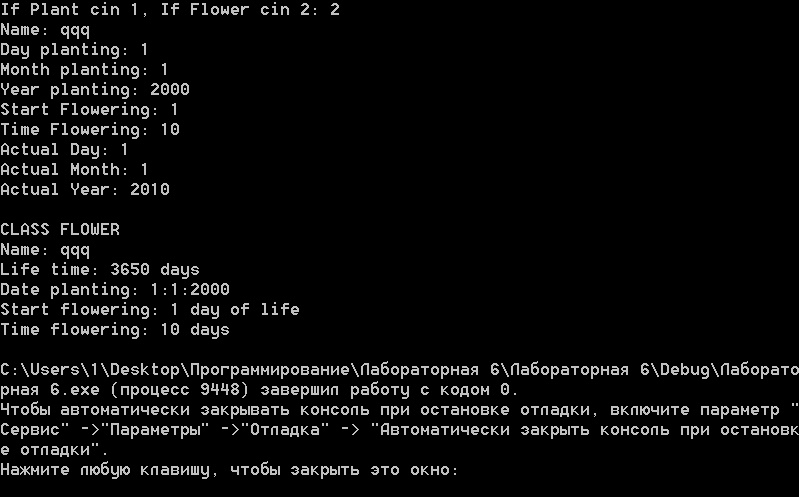 If Plant cin 1, If Flower cin 2: 2
Name: qqq
Day planting: 1
Month planting: 1
Year planting: 2000
Start Flowering: 1
Time Flowering: 10
Actual Day: 1
Actual Month: 1
Actual Year: 2010
CLASS FLOWER
Name: qqq
Life time: 3650 days
Date planting: 1:1:2000
Start flowering: 1 day of life
Time flowering: 10 days
C:\Users\1\Desktop\Программирование\Лабораторная 6\Лабораторная 6\Debug\Лаборато
рная 6.exe (процесс 9448) завершил работу с кодом 0.
Чтобы автоматически закрывать консоль при остановке отладки, включите параметр "
Сервис" ->"Параметры" ->"Отладка" -> "Автоматически закрыть консоль при остановк
е отладки".
Нажмите любую клавишу, чтобы закрыть это окно: